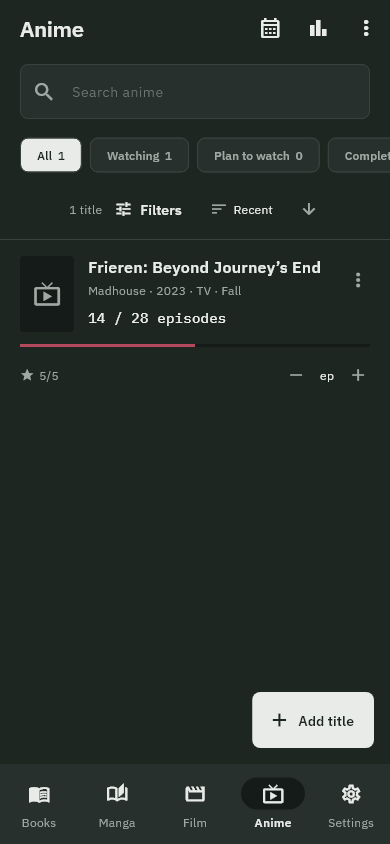 Anime
Search anime
All 1
Watching 1
Plan to watch 0
Complet
1 title
Filters
Recent
Frieren: Beyond Journey’s End
Madhouse · 2023 · TV · Fall
14 / 28 episodes
5/5
− ep +
+ Add title
Books
Manga
Film
Anime
Settings